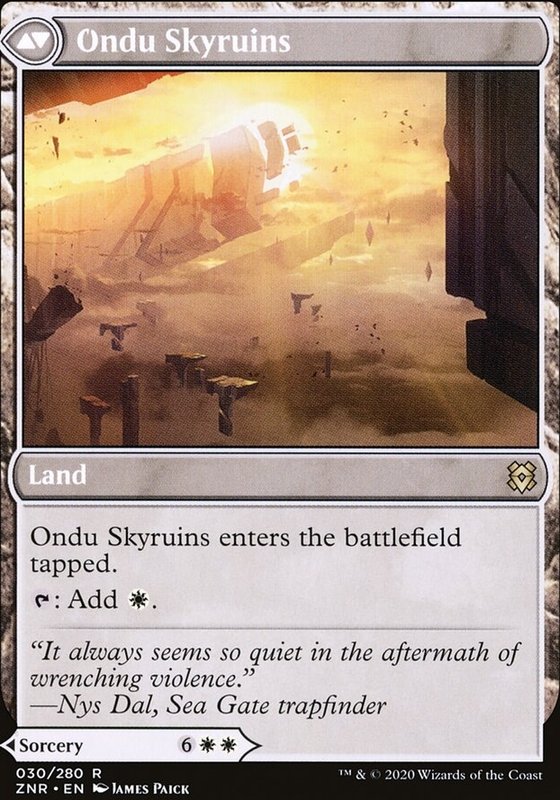 Ondu Skyruins
Land
Ondu Skyruins enters the battlefield
tapped.
: Add .
“It always seems so quiet in the aftermath of
wrenching violence.”
—Nys Dal, Sea Gate trapfinder
Sorcery 6
030/280 R
ZNR • EN James Paick
™ & © 2020 Wizards of the Coast